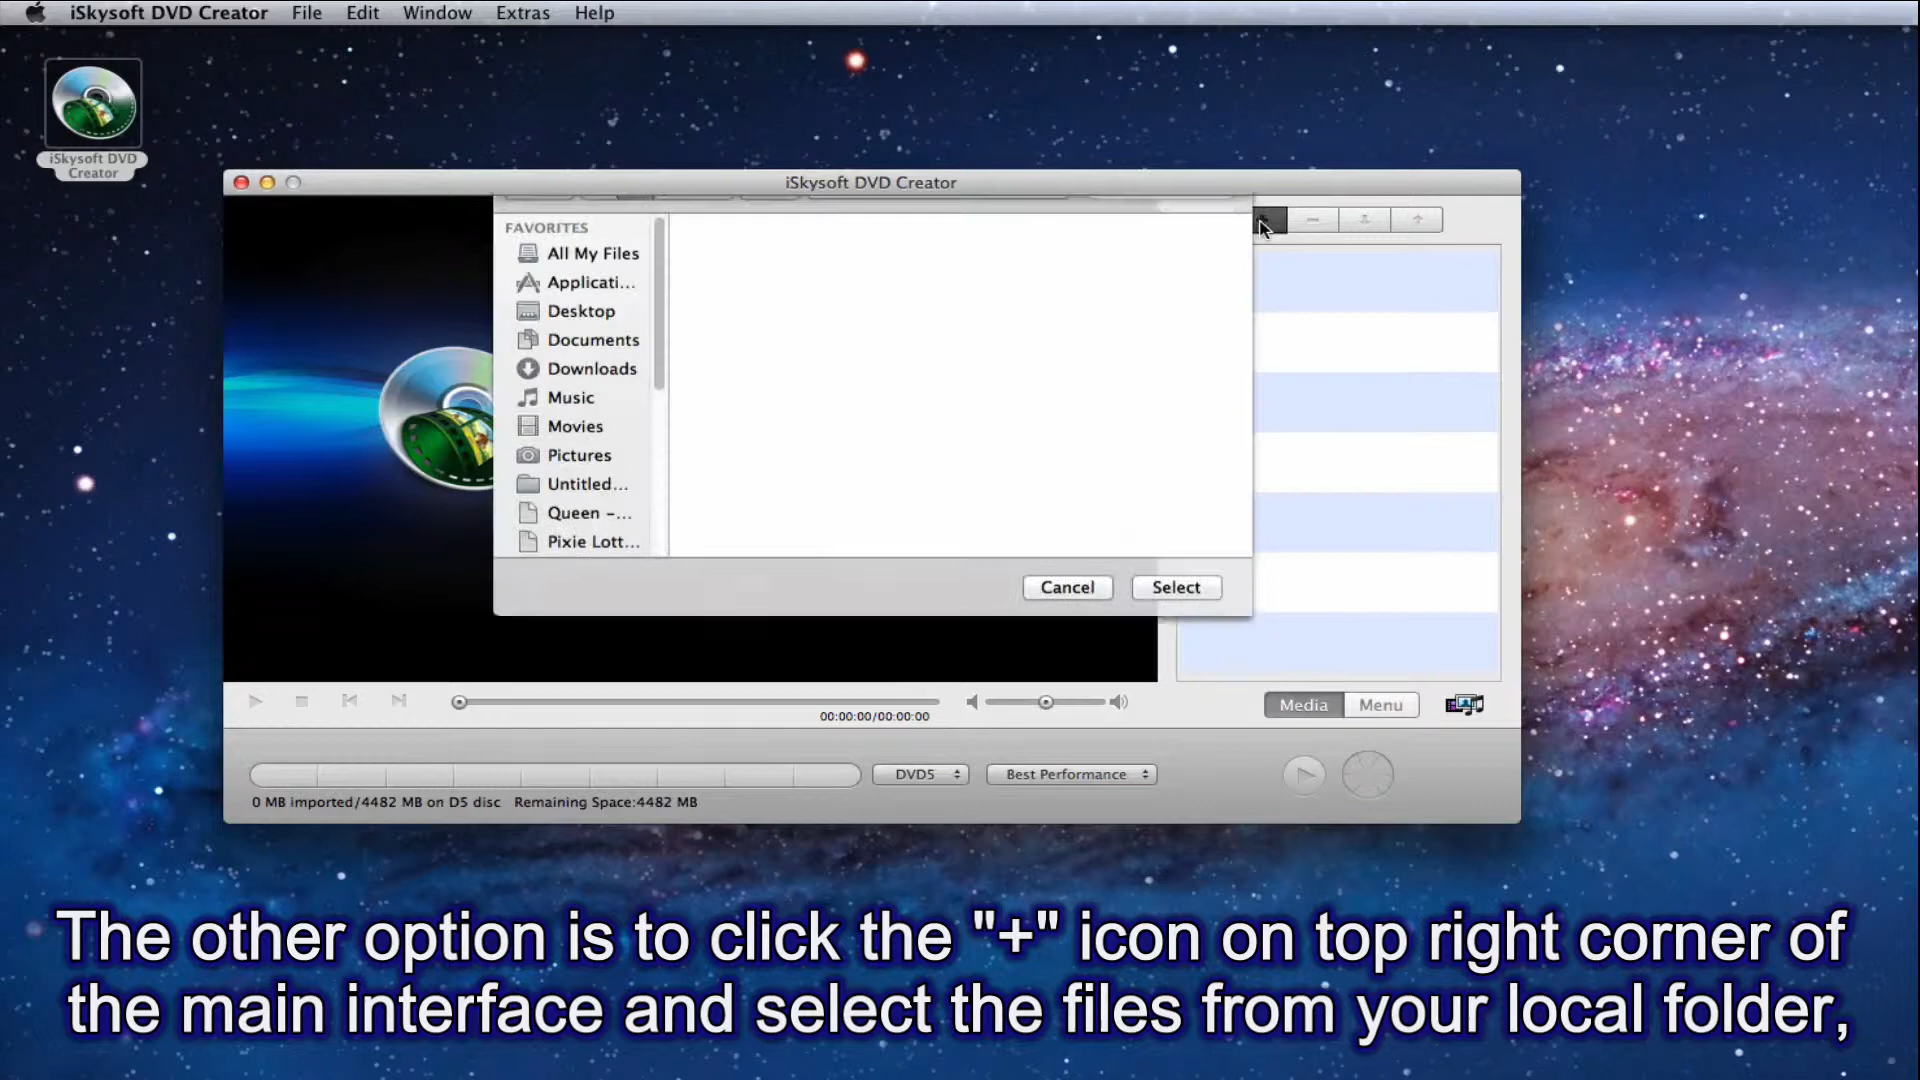 iSkysoft DVD Creator File Edit Window Extras Help
iSkysoft DVD
Creator
iSkysoft DVD Creator
FAVORITES
All My Files
Applicati...
Desktop
Documents
Downloads
Music
Movies
Pictures
Untitled...
Queen -...
Pixie Lott...
Cancel Select
00:00:00/00:00:00
Media Menu
DVD5 Best Performance
0 MB imported/4482 MB on D5 disc Remaining Space:4482 MB
The other option is to click the "+" icon on top right corner of
the main interface and select the files from your local folder,